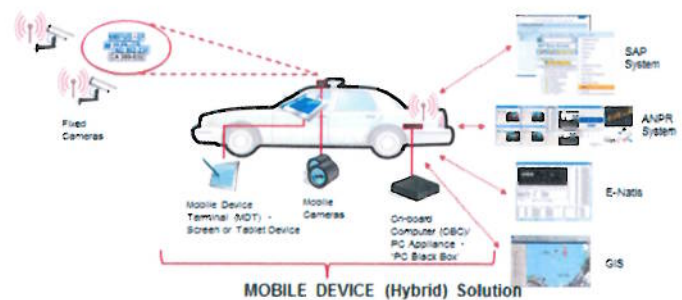 Fixed
Cameras
Mobile Device
Terminal (MDT) -
Screen or Tablet Device
Mobile
Cameras
On-board
Computer (OBC)/
PC Appliance -
'PC Black Box'
SAP
System
ANPR
System
E-Natis
GIS
MOBILE DEVICE (Hybrid) Solution